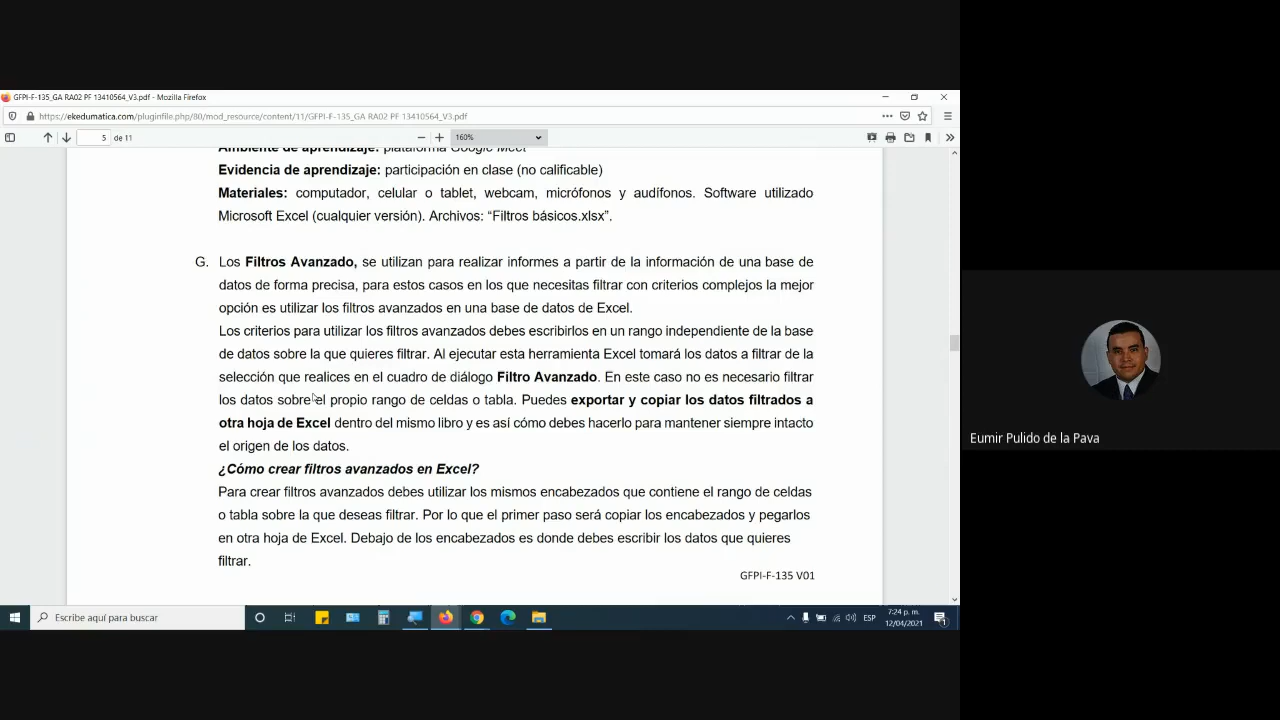 GFPI-F-135_GA RA02 PF 13410564_V3.pdf - Mozilla Firefox
https://ekedumatica.com/pluginfile.php/80/mod_resource/content/11/GFPI-F-135_GA RA02 PF 13410564_V3.pdf
5 de 11
160%
Ambiente de aprendizaje: plataforma Google Meet
Evidencia de aprendizaje: participación en clase (no calificable)
Materiales: computador, celular o tablet, webcam, micrófonos y audífonos. Software utilizado
Microsoft Excel (cualquier versión). Archivos: “Filtros básicos.xlsx”.
G. Los Filtros Avanzado, se utilizan para realizar informes a partir de la información de una base de
datos de forma precisa, para estos casos en los que necesitas filtrar con criterios complejos la mejor
opción es utilizar los filtros avanzados en una base de datos de Excel.
Los criterios para utilizar los filtros avanzados debes escribirlos en un rango independiente de la base
de datos sobre la que quieres filtrar. Al ejecutar esta herramienta Excel tomará los datos a filtrar de la
selección que realices en el cuadro de diálogo Filtro Avanzado. En este caso no es necesario filtrar
los datos sobre el propio rango de celdas o tabla. Puedes exportar y copiar los datos filtrados a
otra hoja de Excel dentro del mismo libro y es así cómo debes hacerlo para mantener siempre intacto
el origen de los datos.
¿Cómo crear filtros avanzados en Excel?
Para crear filtros avanzados debes utilizar los mismos encabezados que contiene el rango de celdas
o tabla sobre la que deseas filtrar. Por lo que el primer paso será copiar los encabezados y pegarlos
en otra hoja de Excel. Debajo de los encabezados es donde debes escribir los datos que quieres
filtrar.
GFPI-F-135 V01
Escribe aquí para buscar
ESP
7:24 p. m.
12/04/2021
1
Eumir Pulido de la Pava